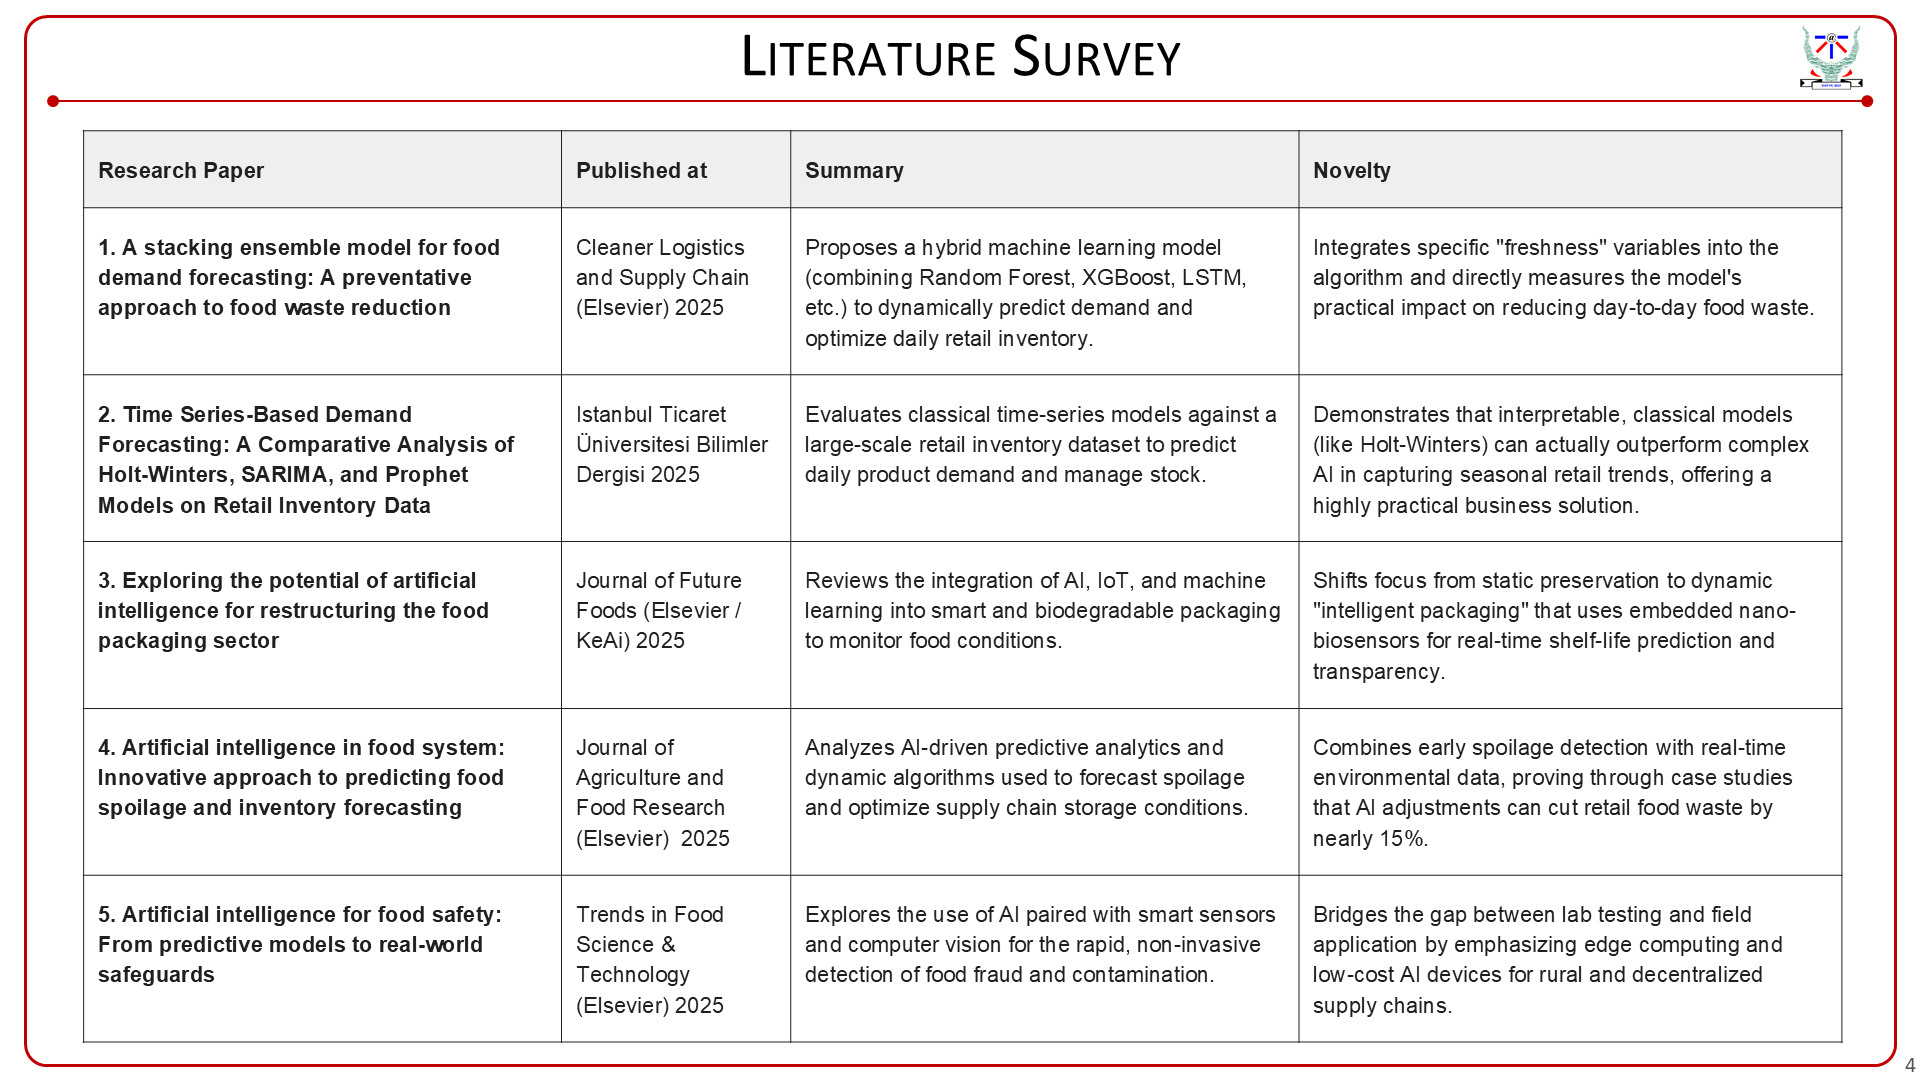 LITERATURE SURVEY
Research Paper
Published at
Summary
Novelty
1. A stacking ensemble model for food
demand forecasting: A preventative
approach to food waste reduction
Cleaner Logistics
and Supply Chain
(Elsevier) 2025
Proposes a hybrid machine learning model
(combining Random Forest, XGBoost, LSTM,
etc.) to dynamically predict demand and
optimize daily retail inventory.
Integrates specific "freshness" variables into the
algorithm and directly measures the model's
practical impact on reducing day-to-day food waste.
2. Time Series-Based Demand
Forecasting: A Comparative Analysis of
Holt-Winters, SARIMA, and Prophet
Models on Retail Inventory Data
Istanbul Ticaret
Üniversitesi Bilimler
Dergisi 2025
Evaluates classical time-series models against a
large-scale retail inventory dataset to predict
daily product demand and manage stock.
Demonstrates that interpretable, classical models
(like Holt-Winters) can actually outperform complex
AI in capturing seasonal retail trends, offering a
highly practical business solution.
3. Exploring the potential of artificial
intelligence for restructuring the food
packaging sector
Journal of Future
Foods (Elsevier /
KeAi) 2025
Reviews the integration of AI, IoT, and machine
learning into smart and biodegradable packaging
to monitor food conditions.
Shifts focus from static preservation to dynamic
"intelligent packaging" that uses embedded nano-
biosensors for real-time shelf-life prediction and
transparency.
4. Artificial intelligence in food system:
Innovative approach to predicting food
spoilage and inventory forecasting
Journal of
Agriculture and
Food Research
(Elsevier)  2025
Analyzes AI-driven predictive analytics and
dynamic algorithms used to forecast spoilage
and optimize supply chain storage conditions.
Combines early spoilage detection with real-time
environmental data, proving through case studies
that AI adjustments can cut retail food waste by
nearly 15%.
5. Artificial intelligence for food safety:
From predictive models to real-world
safeguards
Trends in Food
Science &
Technology
(Elsevier) 2025
Explores the use of AI paired with smart sensors
and computer vision for the rapid, non-invasive
detection of food fraud and contamination.
Bridges the gap between lab testing and field
application by emphasizing edge computing and
low-cost AI devices for rural and decentralized
supply chains.
4